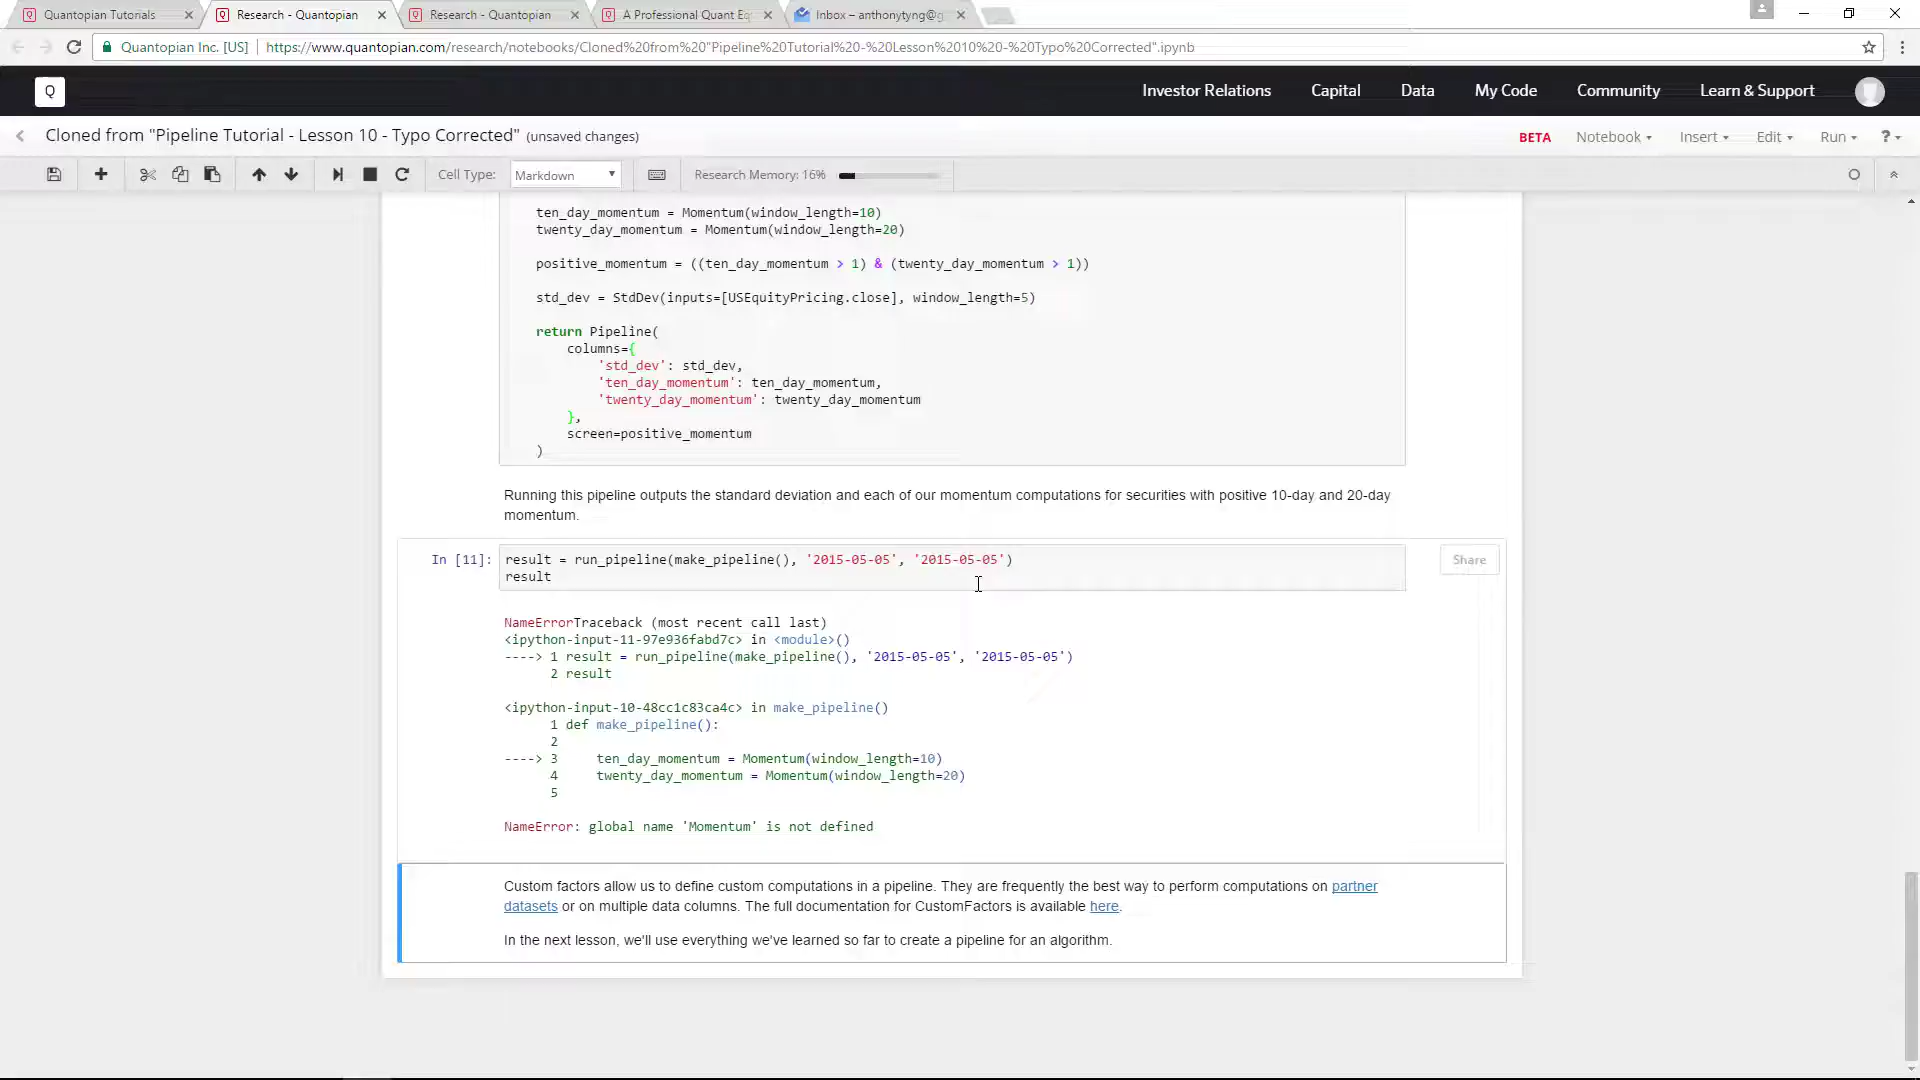 Quantopian Tutorials
Research - Quantopian
Research - Quantopian
A Professional Quant Eq
Inbox – anthonytyng@g
Quantopian Inc. [US]
https://www.quantopian.com/research/notebooks/Cloned%20from%20"Pipeline%20Tutorial%20-%20Lesson%2010%20-%20Typo%20Corrected".ipynb
Q
Investor Relations
Capital
Data
My Code
Community
Learn & Support
Cloned from "Pipeline Tutorial - Lesson 10 - Typo Corrected" (unsaved changes)
BETA
Notebook
Insert
Edit
Run
?
Cell Type:
Markdown
Research Memory: 16%
ten_day_momentum = Momentum(window_length=10)
twenty_day_momentum = Momentum(window_length=20)
positive_momentum = ((ten_day_momentum > 1) & (twenty_day_momentum > 1))
std_dev = StdDev(inputs=[USEquityPricing.close], window_length=5)
return Pipeline(
columns={
'std_dev': std_dev,
'ten_day_momentum': ten_day_momentum,
'twenty_day_momentum': twenty_day_momentum
},
screen=positive_momentum
)
Running this pipeline outputs the standard deviation and each of our momentum computations for securities with positive 10-day and 20-day
momentum.
In [11]:
result = run_pipeline(make_pipeline(), '2015-05-05', '2015-05-05')
result
Share
NameErrorTraceback (most recent call last)
<ipython-input-11-97e936fabd7c> in <module>()
----> 1 result = run_pipeline(make_pipeline(), '2015-05-05', '2015-05-05')
2 result
<ipython-input-10-48cc1c83ca4c> in make_pipeline()
1 def make_pipeline():
2
----> 3 ten_day_momentum = Momentum(window_length=10)
4 twenty_day_momentum = Momentum(window_length=20)
5
NameError: global name 'Momentum' is not defined
Custom factors allow us to define custom computations in a pipeline. They are frequently the best way to perform computations on partner
datasets or on multiple data columns. The full documentation for CustomFactors is available here.
In the next lesson, we'll use everything we've learned so far to create a pipeline for an algorithm.